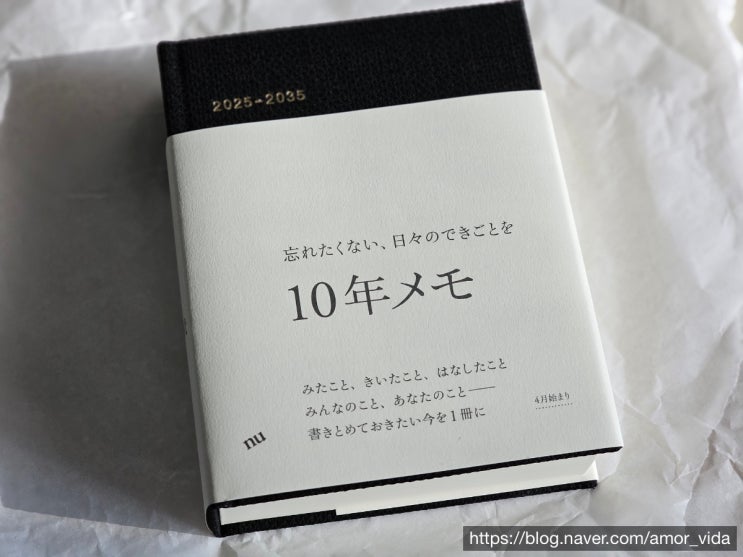 2025-2035
忘れたくない、日々のできごとを
10年メモ
みたこと、きいたこと、はなしたこと
みんなのこと、あなたのこと――
書きとめておきたい今を1冊に
4月始まり
nu
https://blog.naver.com/amor_vida